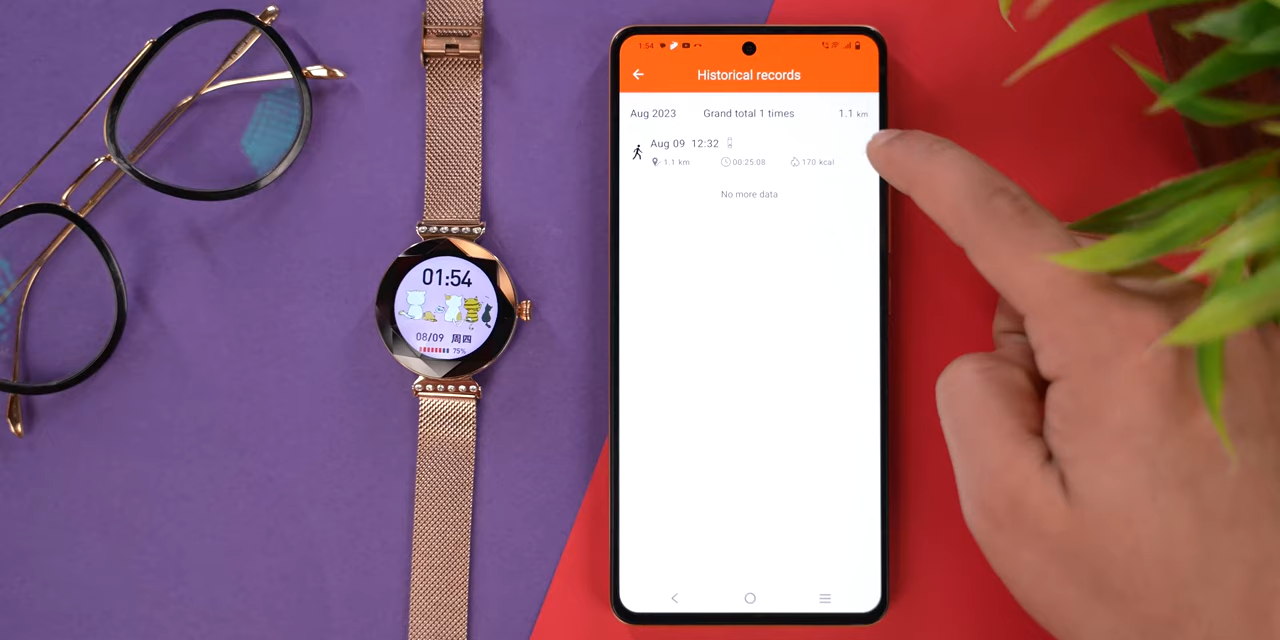 01:54
08/09 周四
75%
1:54
Historical records
Aug 2023 Grand total 1 times 1.1 km
Aug 09 12:32
1.1 km 00:25:08 170 kcal
No more data